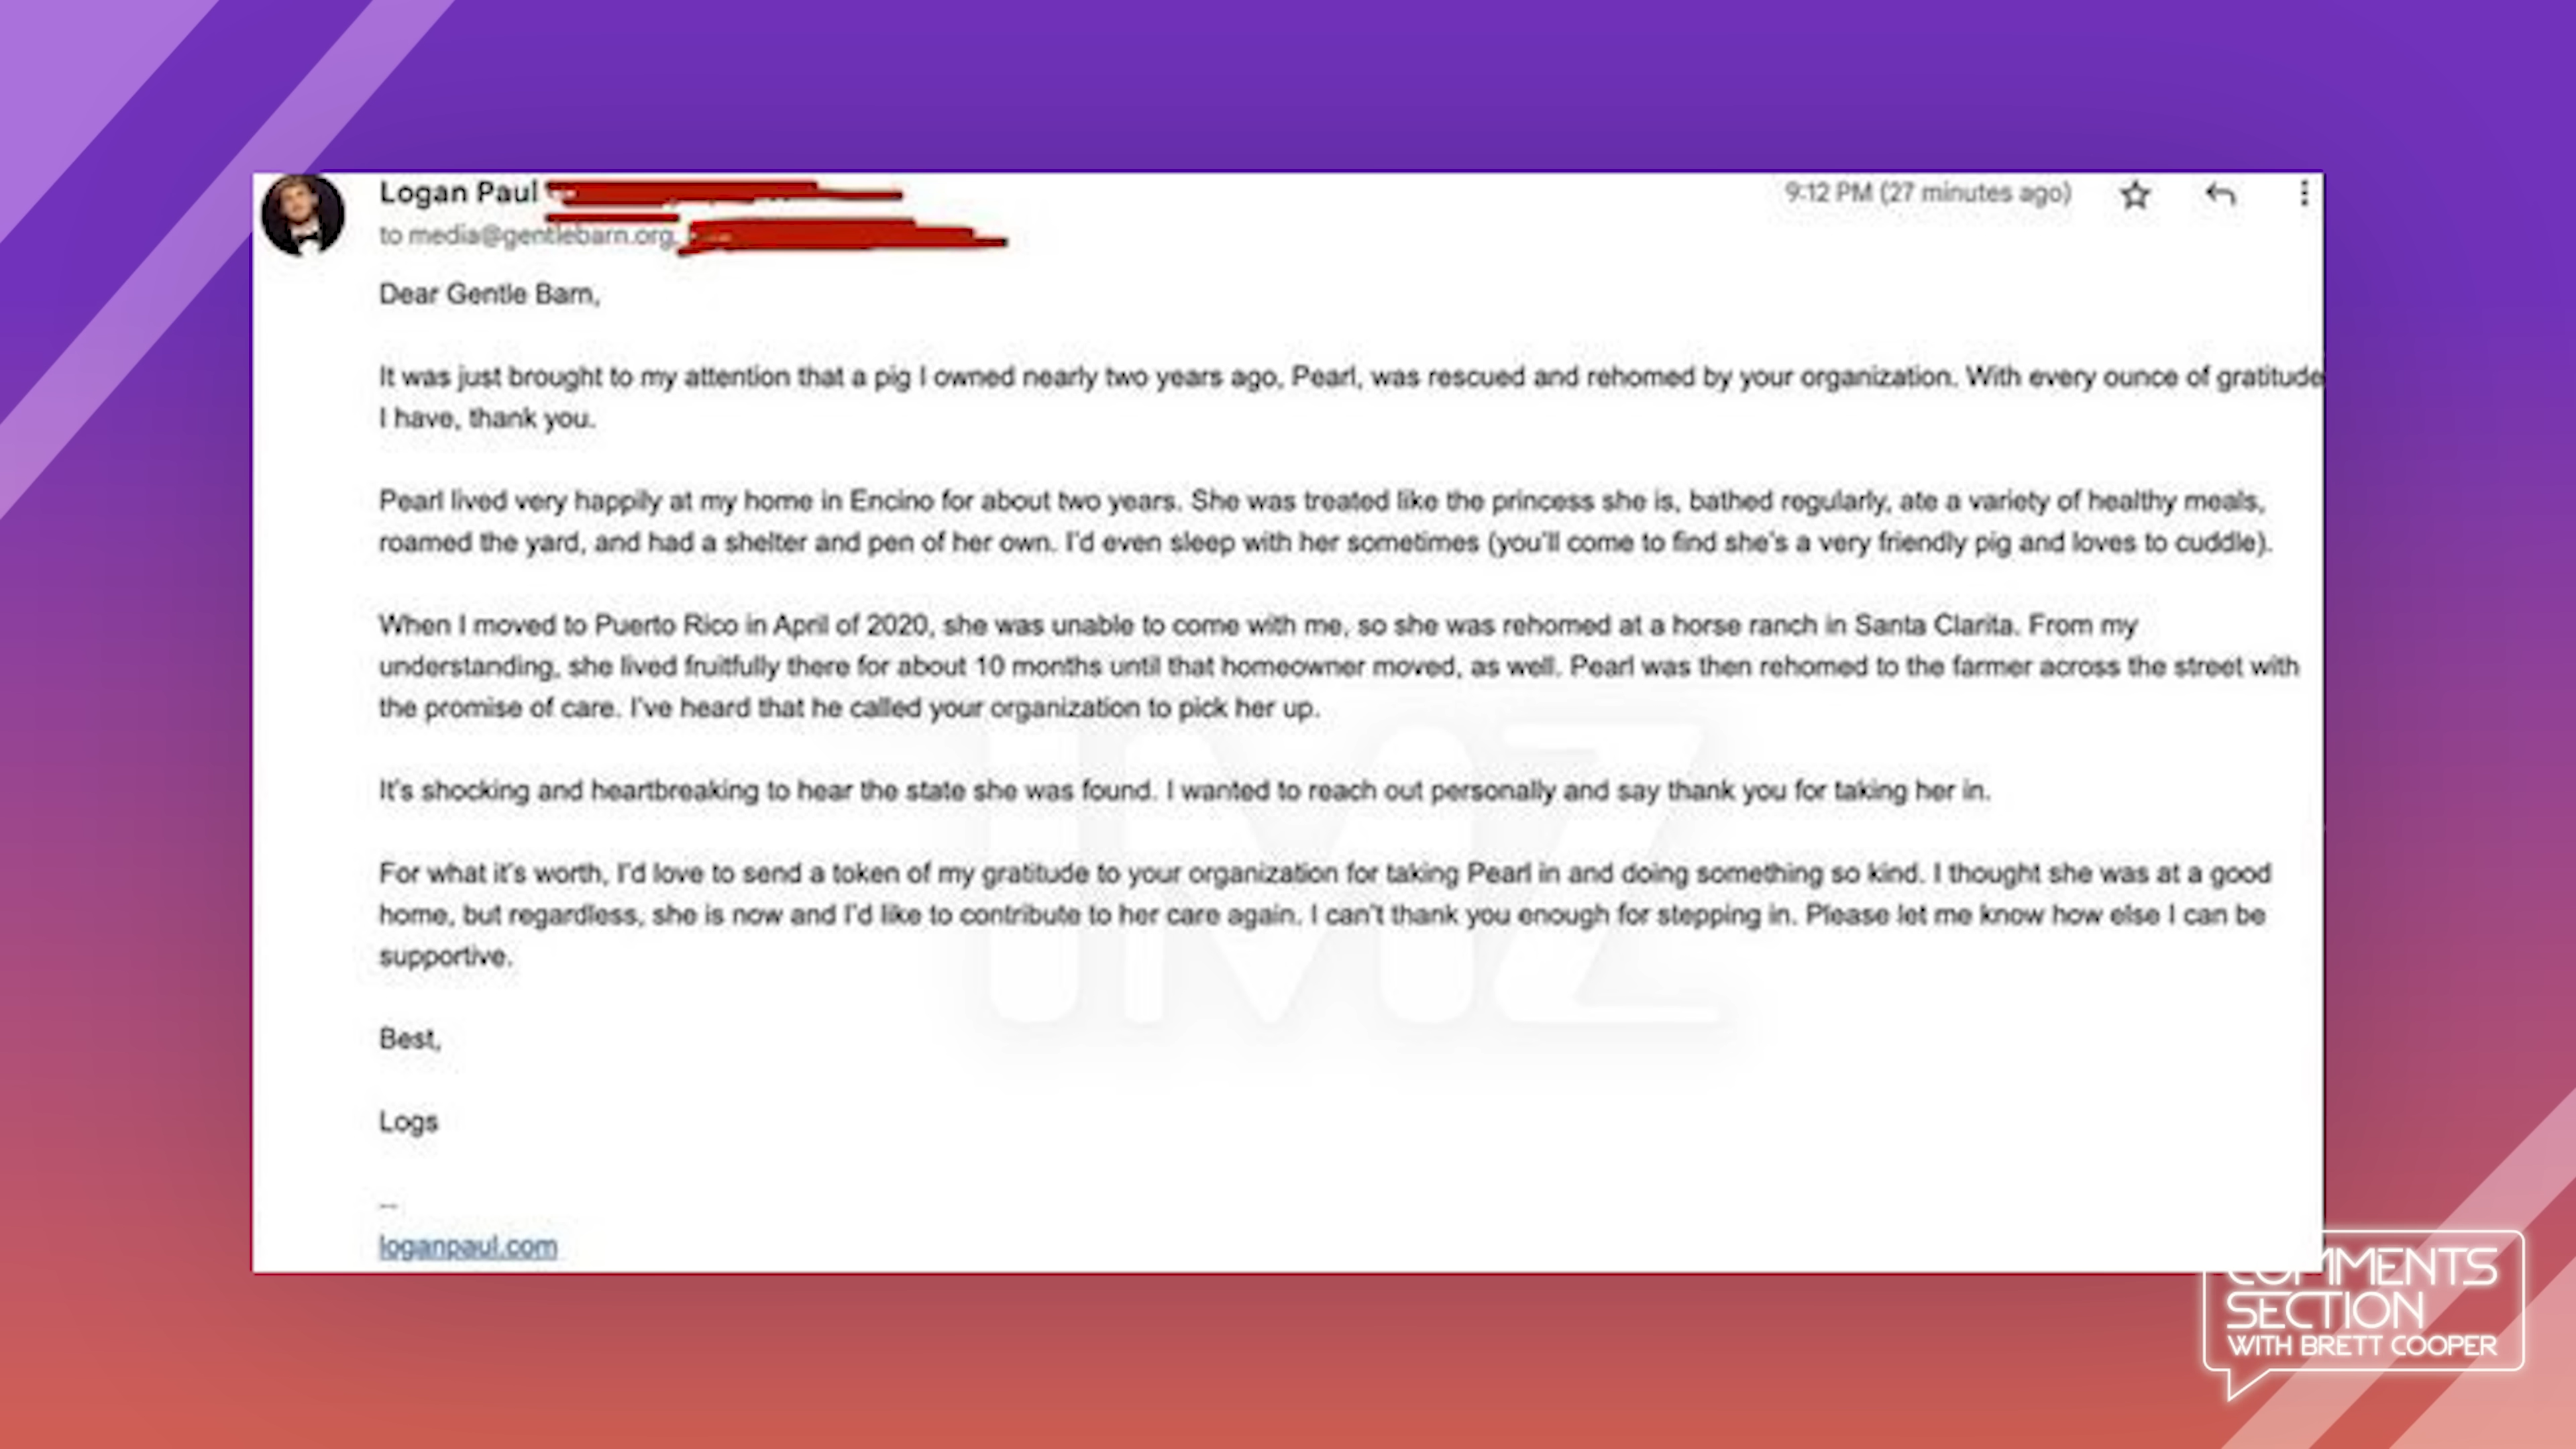 Logan Paul
9:12 PM (27 minutes ago)
to media@gentlebarn.org,
Dear Gentle Barn,
It was just brought to my attention that a pig I owned nearly two years ago, Pearl, was rescued and rehomed by your organization. With every ounce of gratitude
I have, thank you.
Pearl lived very happily at my home in Encino for about two years. She was treated like the princess she is, bathed regularly, ate a variety of healthy meals,
roamed the yard, and had a shelter and pen of her own. I'd even sleep with her sometimes (you'll come to find she's a very friendly pig and loves to cuddle).
When I moved to Puerto Rico in April of 2020, she was unable to come with me, so she was rehomed at a horse ranch in Santa Clarita. From my
understanding, she lived fruitfully there for about 10 months until that homeowner moved, as well. Pearl was then rehomed to the farmer across the street with
the promise of care. I've heard that he called your organization to pick her up.
It's shocking and heartbreaking to hear the state she was found. I wanted to reach out personally and say thank you for taking her in.
For what it's worth, I'd love to send a token of my gratitude to your organization for taking Pearl in and doing something so kind. I thought she was at a good
home, but regardless, she is now and I'd like to contribute to her care again. I can't thank you enough for stepping in. Please let me know how else I can be
supportive.
Best,
Logs
--
loganpaul.com
TMZ
COMMENTS
SECTION
WITH BRETT COOPER